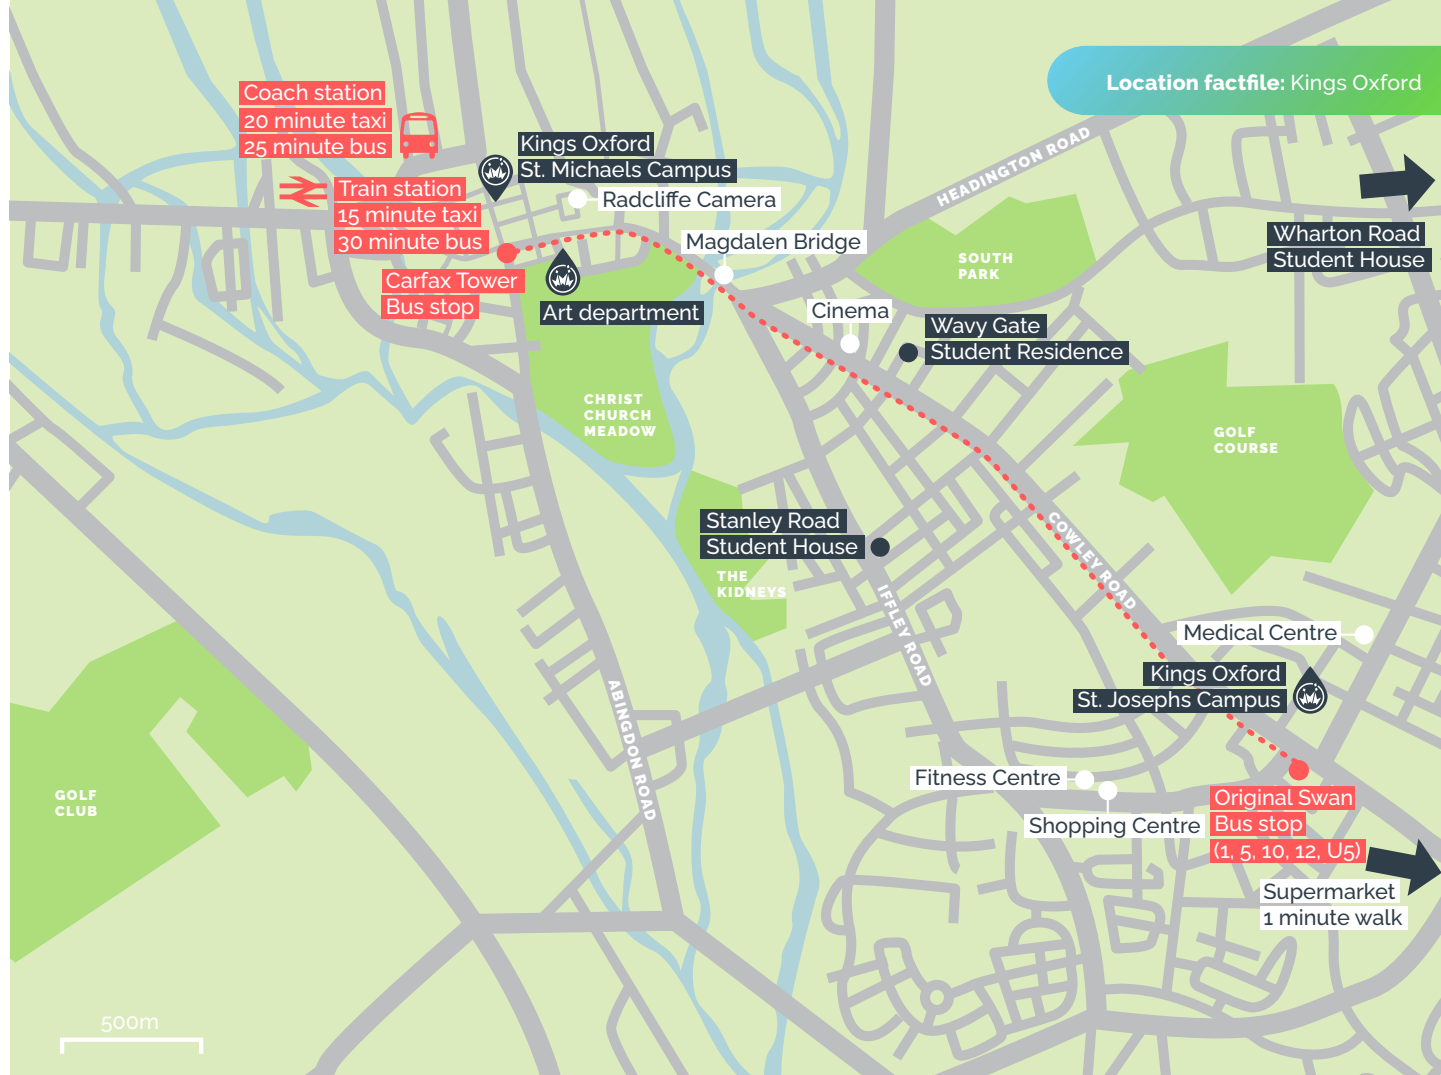 Location factfile: Kings Oxford
Coach station
20 minute taxi
25 minute bus
Kings Oxford
St. Michaels Campus
HEADINGTON ROAD
Train station
15 minute taxi
30 minute bus
Radcliffe Camera
Magdalen Bridge
Wharton Road
Student House
SOUTH
PARK
Carfax Tower
Bus stop
Art department
Cinema
Wavy Gate
Student Residence
CHRIST
CHURCH
MEADOW
GOLF
COURSE
Stanley Road
Student House
COWLEY ROAD
THE
KIDNEYS
IFFLEY ROAD
Medical Centre
Kings Oxford
St. Josephs Campus
ABINGDON ROAD
GOLF
CLUB
Fitness Centre
Shopping Centre
Original Swan
Bus stop
(1, 5, 10, 12, U5)
Supermarket
1 minute walk
500m